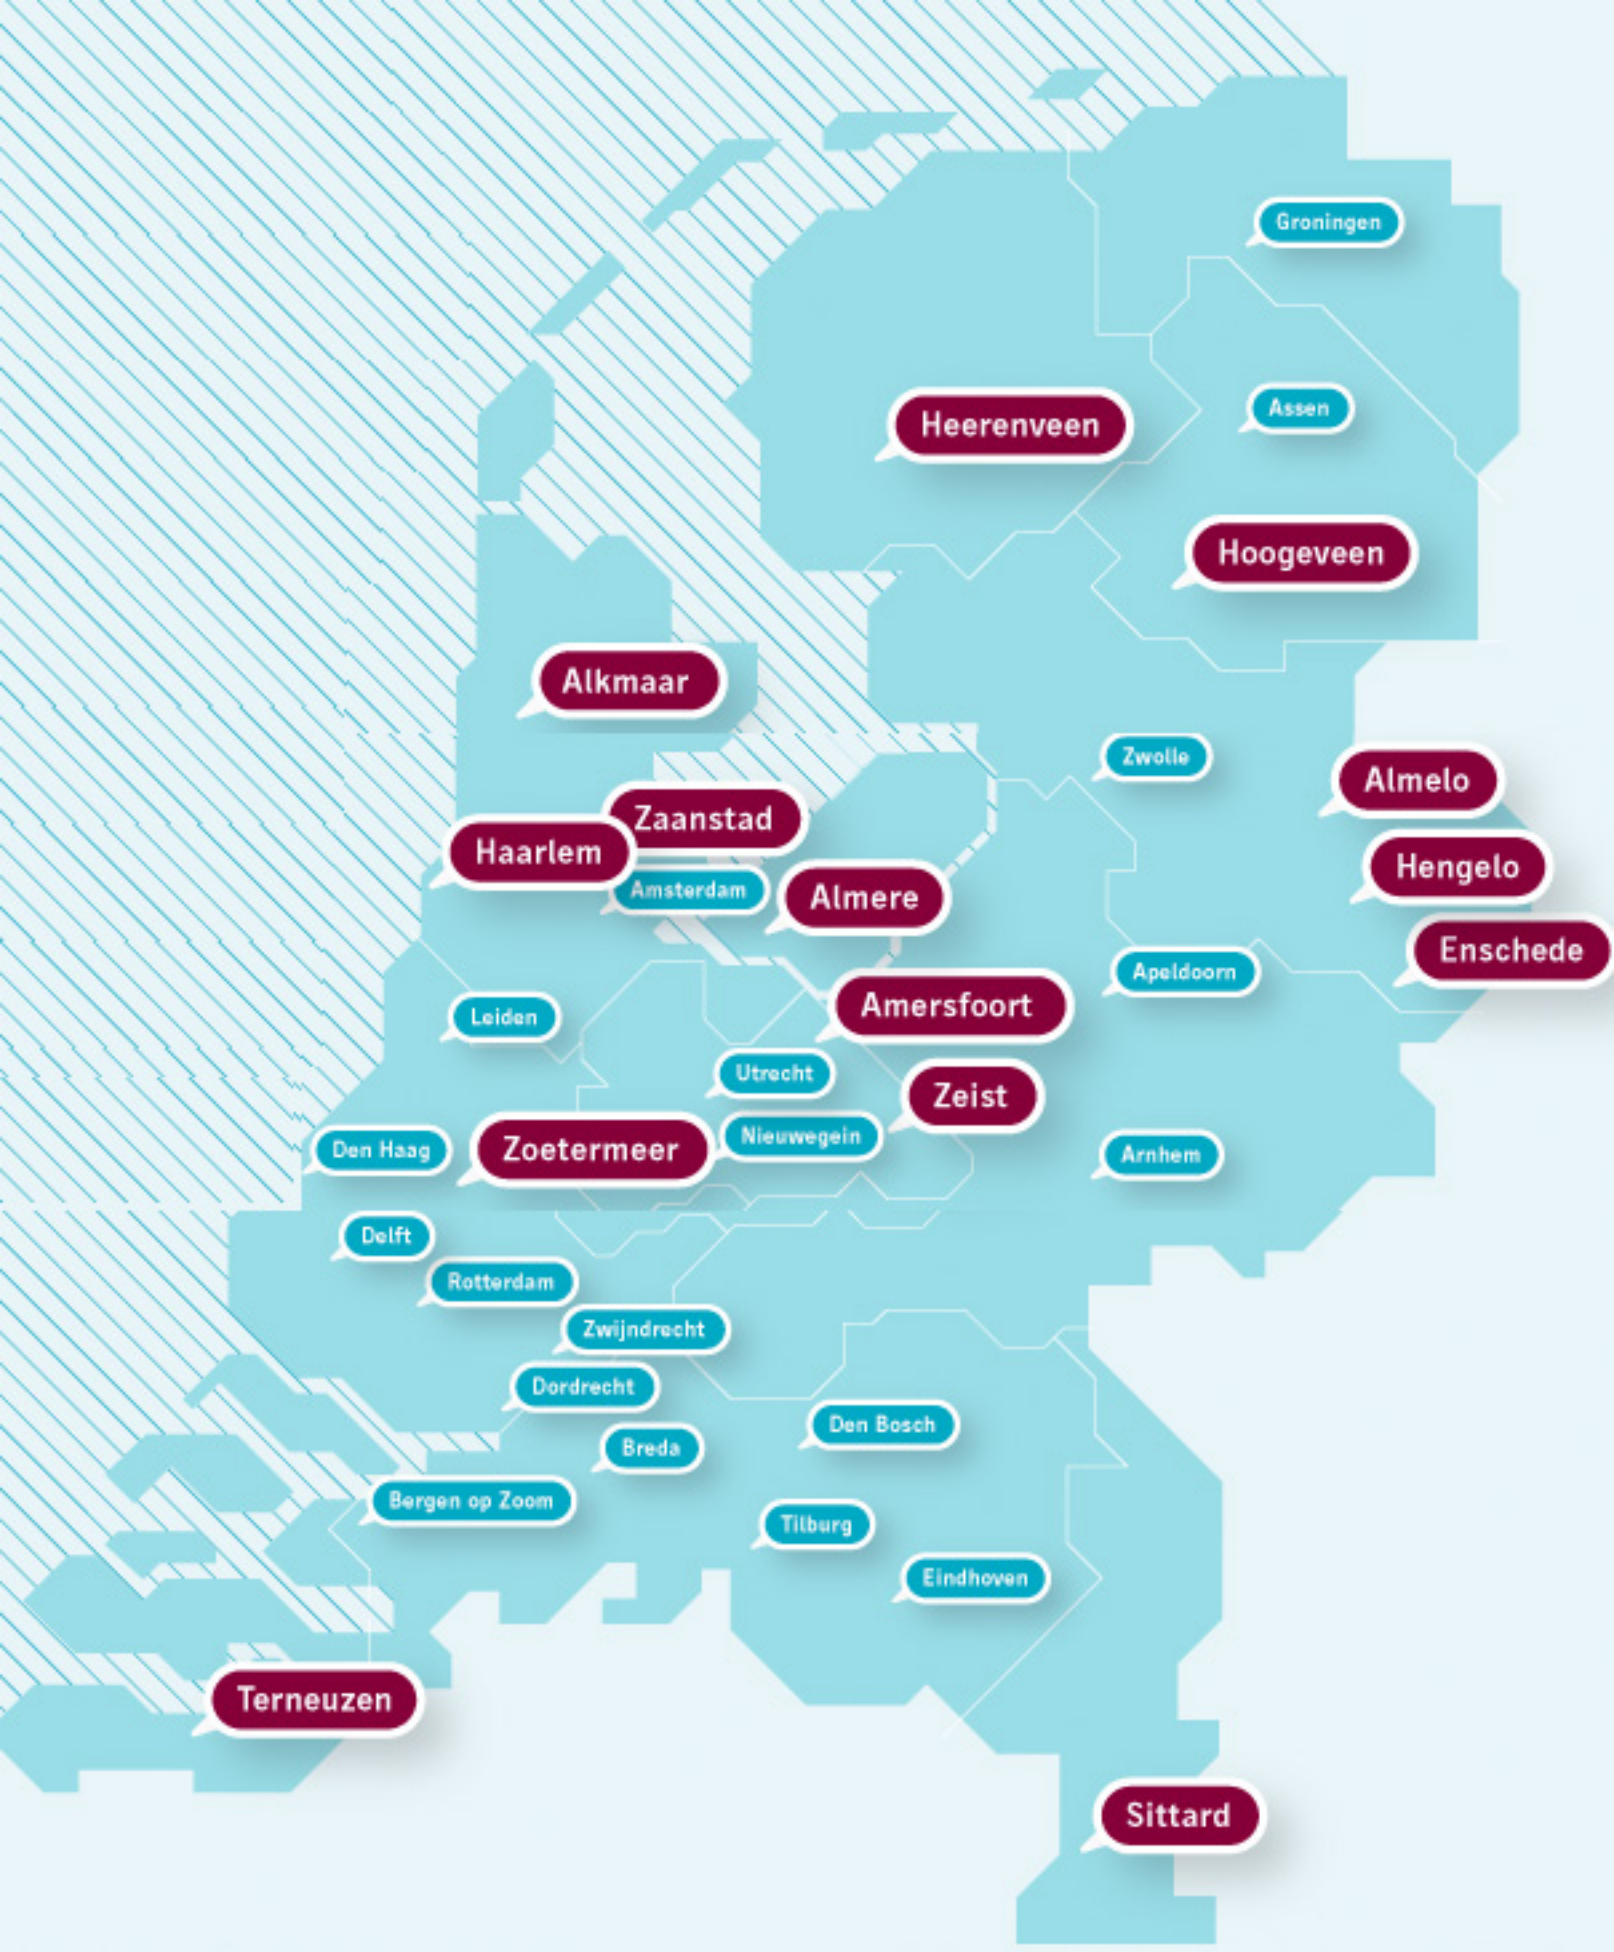 Groningen
Assen
Heerenveen
Hoogeveen
Alkmaar
Zwolle
Almelo
Zaanstad
Haarlem
Hengelo
Amsterdam
Almere
Enschede
Apeldoorn
Amersfoort
Leiden
Utrecht
Zeist
Nieuwegein
Den Haag
Zoetermeer
Arnhem
Delft
Rotterdam
Zwijndrecht
Dordrecht
Den Bosch
Breda
Bergen op Zoom
Tilburg
Eindhoven
Terneuzen
Sittard